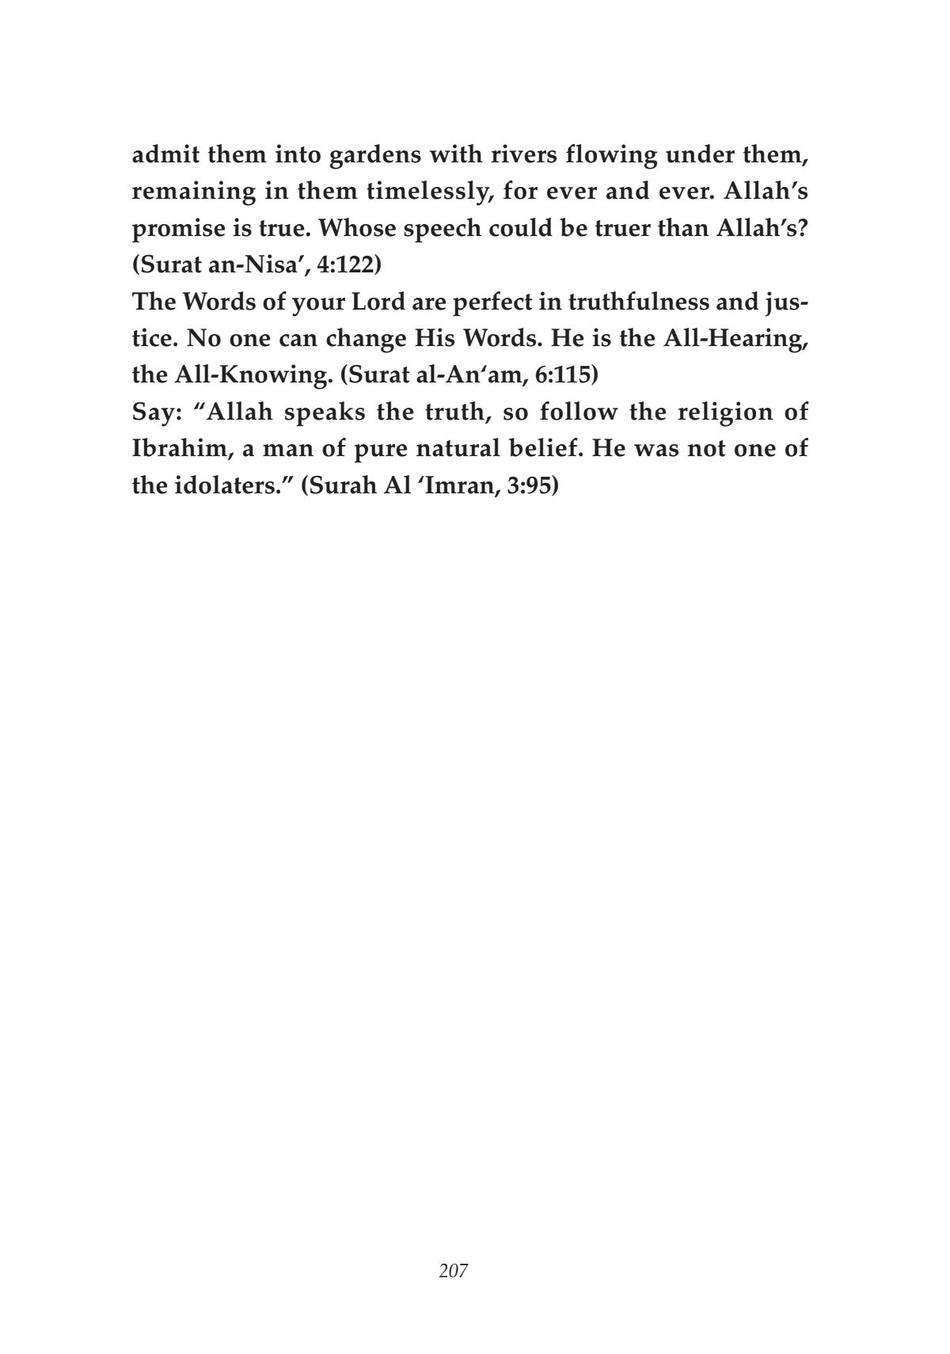 admit them into gardens with rivers flowing under them,
remaining in them timelessly, for ever and ever. Allah’s
promise is true. Whose speech could be truer than Allah’s?
(Surat an-Nisa’, 4:122)
The Words of your Lord are perfect in truthfulness and jus-
tice. No one can change His Words. He is the All-Hearing,
the All-Knowing. (Surat al-An‘am, 6:115)
Say: “Allah speaks the truth, so follow the religion of
Ibrahim, a man of pure natural belief. He was not one of
the idolaters.” (Surah Al ‘Imran, 3:95)
207